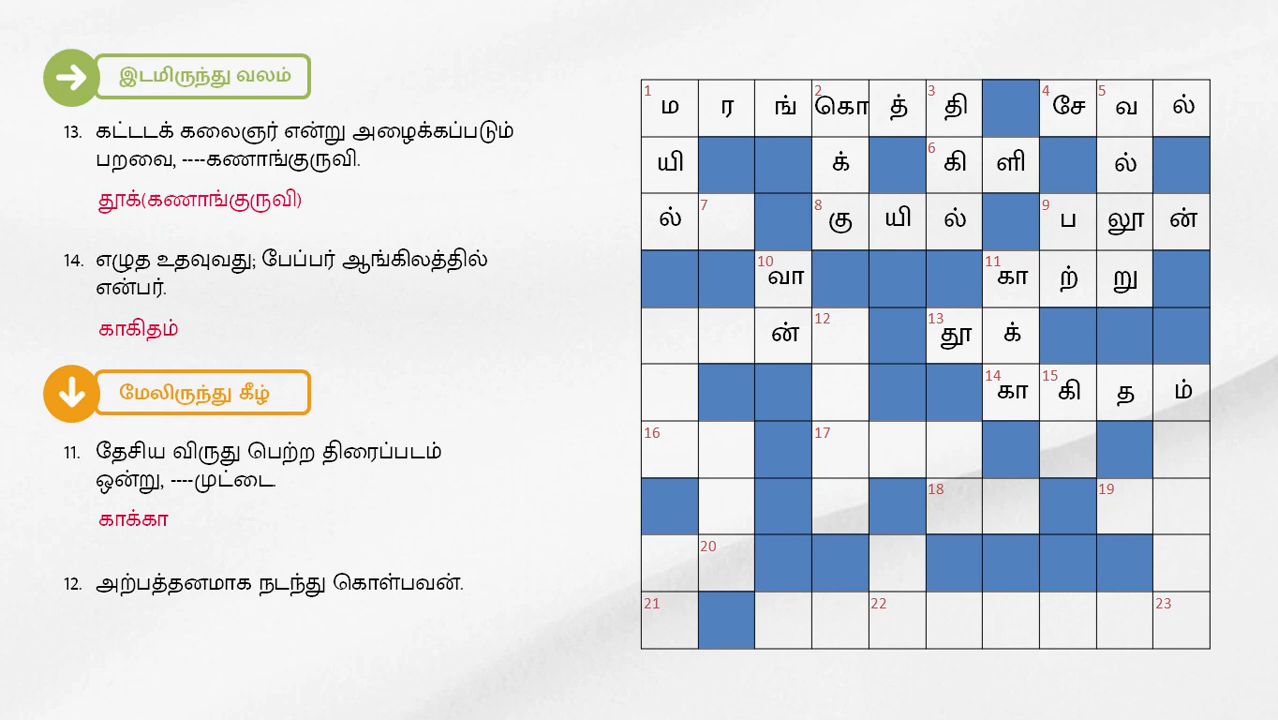 இடமிருந்து வலம்
13. கட்டடக் கலைஞர் என்று அழைக்கப்படும்
பறவை, ----கணாங்குருவி.
தூக்(கணாங்குருவி)
14. எழுத உதவுவது; பேப்பர் ஆங்கிலத்தில்
என்பர்.
காகிதம்
மேலிருந்து கீழ்
11. தேசிய விருது பெற்ற திரைப்படம்
ஒன்று, ----முட்டை.
காக்கா
12. அற்பத்தனமாக நடந்து கொள்பவன்.
1 ம ர ங் 2 கொ த் 3 தி 4 சே 5 வ ல்
யி க் 6 கி ளி ல்
ல் 7 8 கு யி ல் 9 ப லூ ன்
10 வா 11 கா ற் று
ன் 12 13 தூ க்
14 கா 15 கி த ம்
16 17
18 19
20
21 22 23